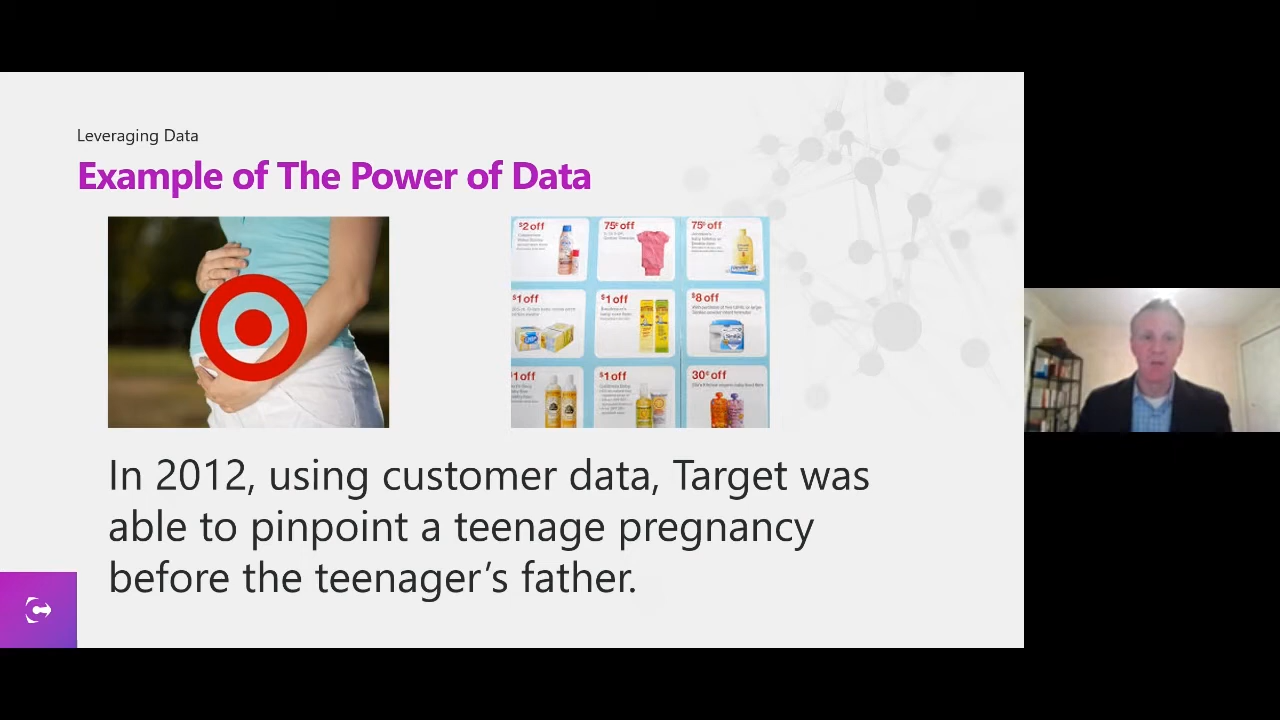 Leveraging Data
Example of The Power of Data
$2 off
75¢ off
75¢ off
$1 off
$1 off
$8 off
$1 off
$1 off
30¢ off
In 2012, using customer data, Target was
able to pinpoint a teenage pregnancy
before the teenager's father.